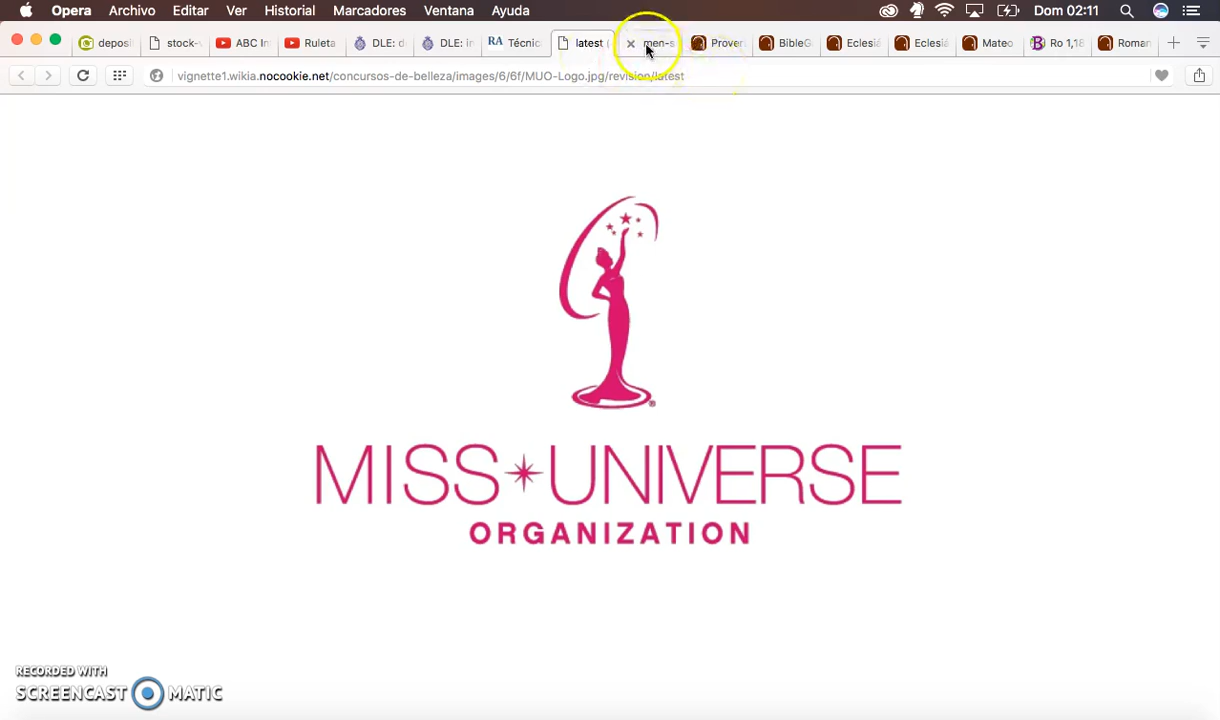 Opera Archivo Editar Ver Historial Marcadores Ventana Ayuda Dom 02:11
deposi stock-v ABC In Ruleta DLE: d DLE: in RA Técnic latest ( men-s Prover BibleG Eclesiá Eclesiá Mateo Ro 1,18 Roman
vignette1.wikia.nocookie.net/concursos-de-belleza/images/6/6f/MUO-Logo.jpg/revision/latest
MISS UNIVERSE
ORGANIZATION
RECORDED WITH
SCREENCAST MATIC